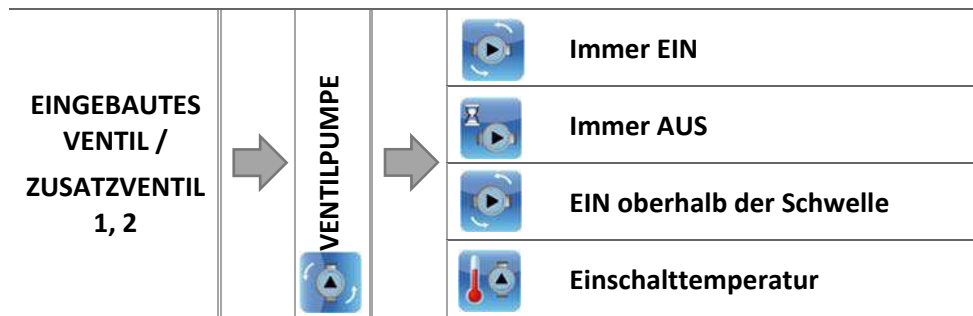 EINGEBAUTES
VENTIL /
ZUSATZVENTIL
1, 2
VENTILPUMPE
Immer EIN
Immer AUS
EIN oberhalb der Schwelle
Einschalttemperatur